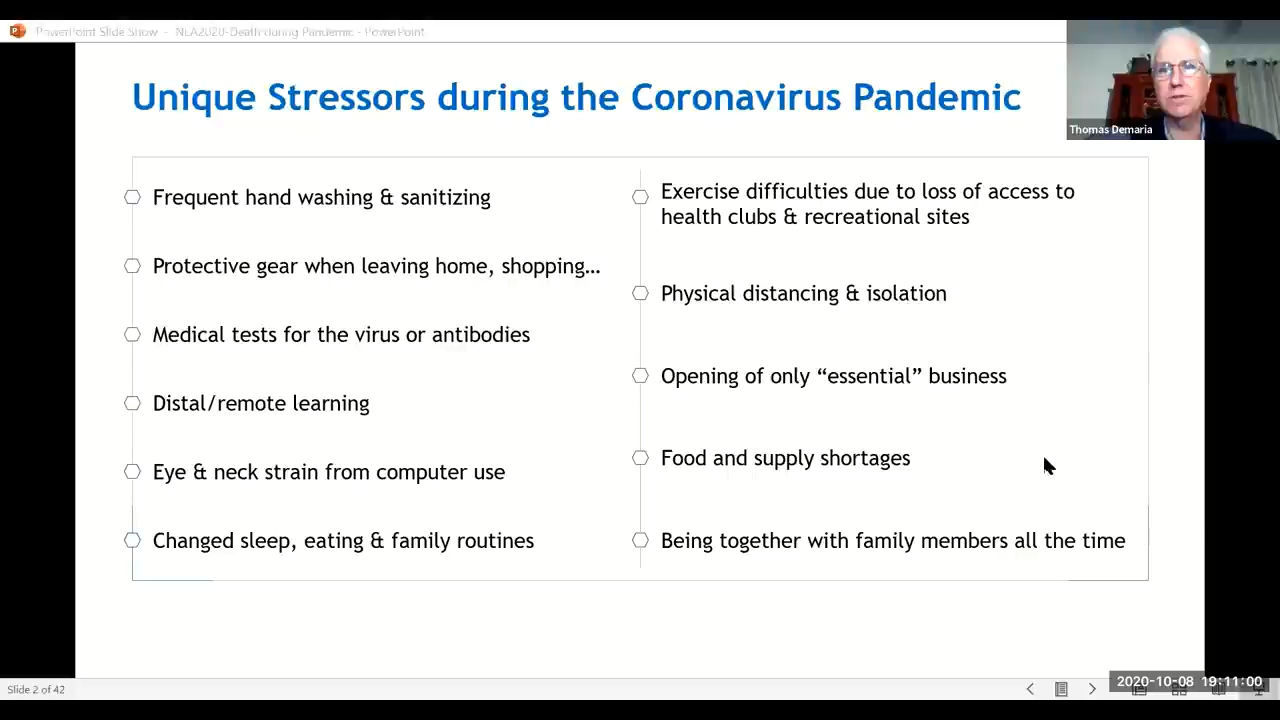 PowerPoint Slide Show - NLA2020-Death during Pandemic - PowerPoint
Unique Stressors during the Coronavirus Pandemic
Thomas Demaria
Frequent hand washing & sanitizing
Protective gear when leaving home, shopping…
Medical tests for the virus or antibodies
Distal/remote learning
Eye & neck strain from computer use
Changed sleep, eating & family routines
Exercise difficulties due to loss of access to
health clubs & recreational sites
Physical distancing & isolation
Opening of only “essential” business
Food and supply shortages
Being together with family members all the time
Slide 2 of 42
2020-10-08 19:11:00